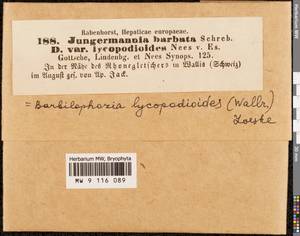 Rabenhorst, Hepaticae europaeae.
188. Jungermannia barbata Schreb.
D. var. lycopodioides Nees v. Es.
Gottsche, Lindenbg. et Nees Synops. 125.
In der Nähe des Rhonegletschers in Wallis (Schweiz)
im August ges. von Ap. Jack.
= Barbilophozia lycopodioides (Wallr.)
Loeske
Herbarium MW, Bryophyta
MW 9 116 089